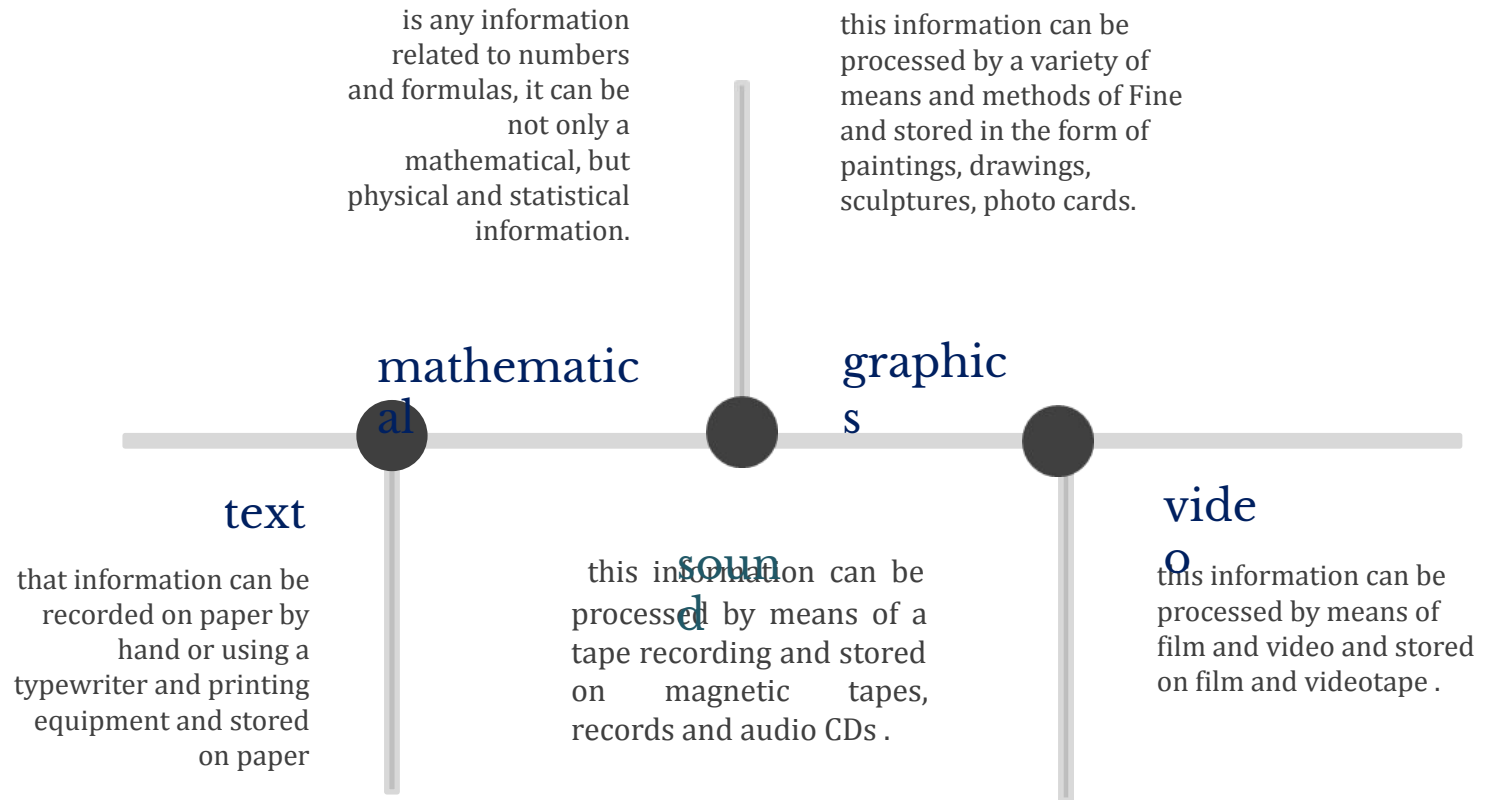 is any information
related to numbers
and formulas, it can be
not only a
mathematical, but
physical and statistical
information.
mathematic
al
this information can be
processed by a variety of
means and methods of Fine
and stored in the form of
paintings, drawings,
sculptures, photo cards.
graphic
s
text
that information can be
recorded on paper by
hand or using a
typewriter and printing
equipment and stored
on paper
soun
d
this information can be
processed by means of a
tape recording and stored
on magnetic tapes,
records and audio CDs .
vide
o
this information can be
processed by means of
film and video and stored
on film and videotape .